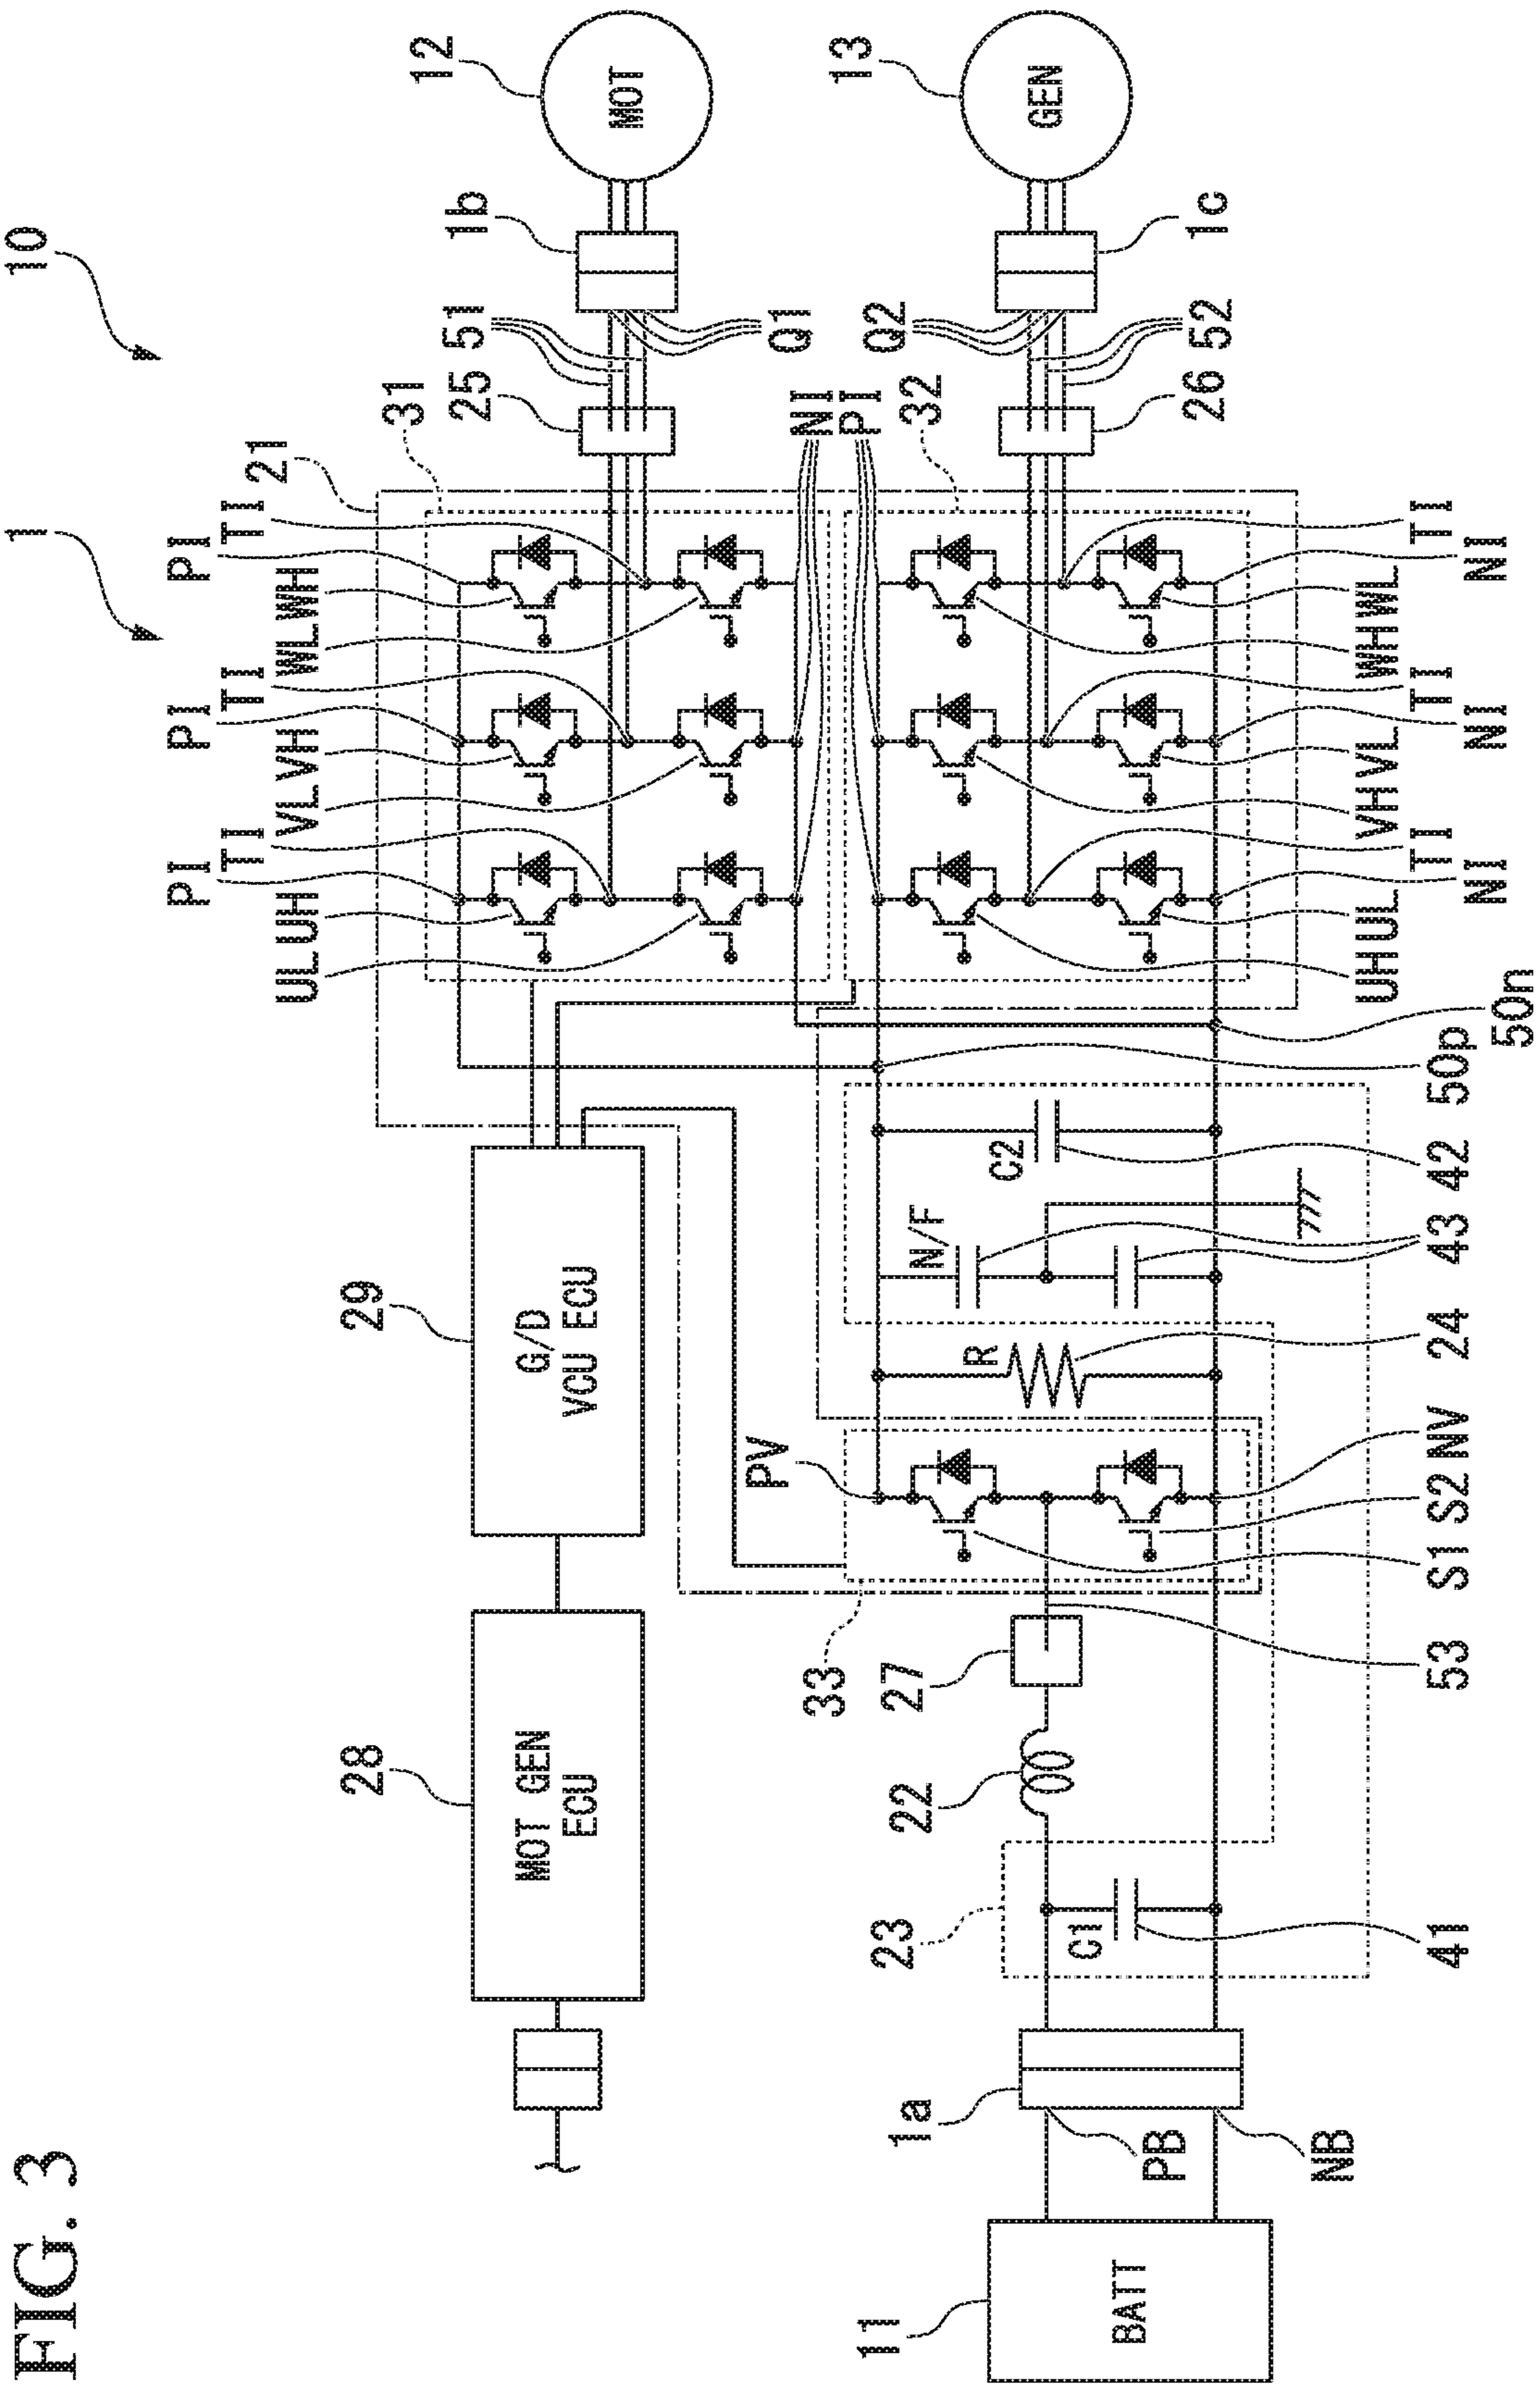 FIG. 3
10
1
21
31
25
51
1b
12
MOT
PI
TI
WH
WL
PI
TI
VH
VL
PI
TI
UH
UL
Q1
NI
PI
Q2
32
26
52
1c
13
GEN
TI
NI
WL
WH
TI
NI
VL
VH
TI
NI
UL
UH
28
MOT GEN
ECU
29
G/D
VCU ECU
11
BATT
1a
PB
NB
23
C1
41
22
27
33
53
PV
S1
S2
NV
R
24
N/F
43
C2
42
50p
50n